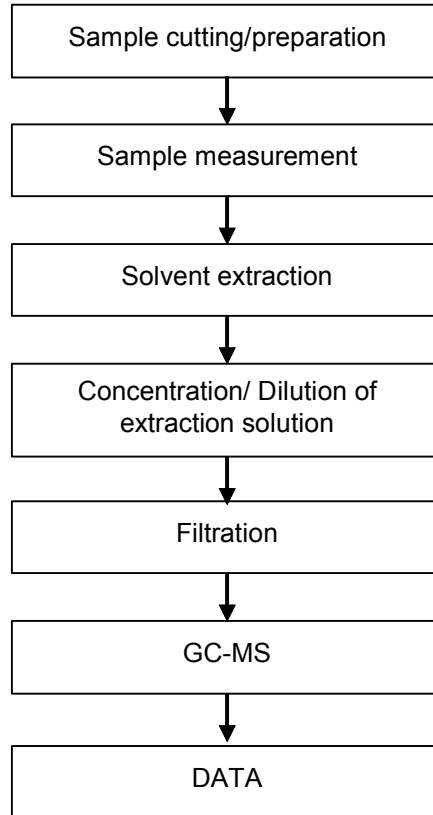 Sample cutting/preparation
Sample measurement
Solvent extraction
Concentration/ Dilution of
extraction solution
Filtration
GC-MS
DATA